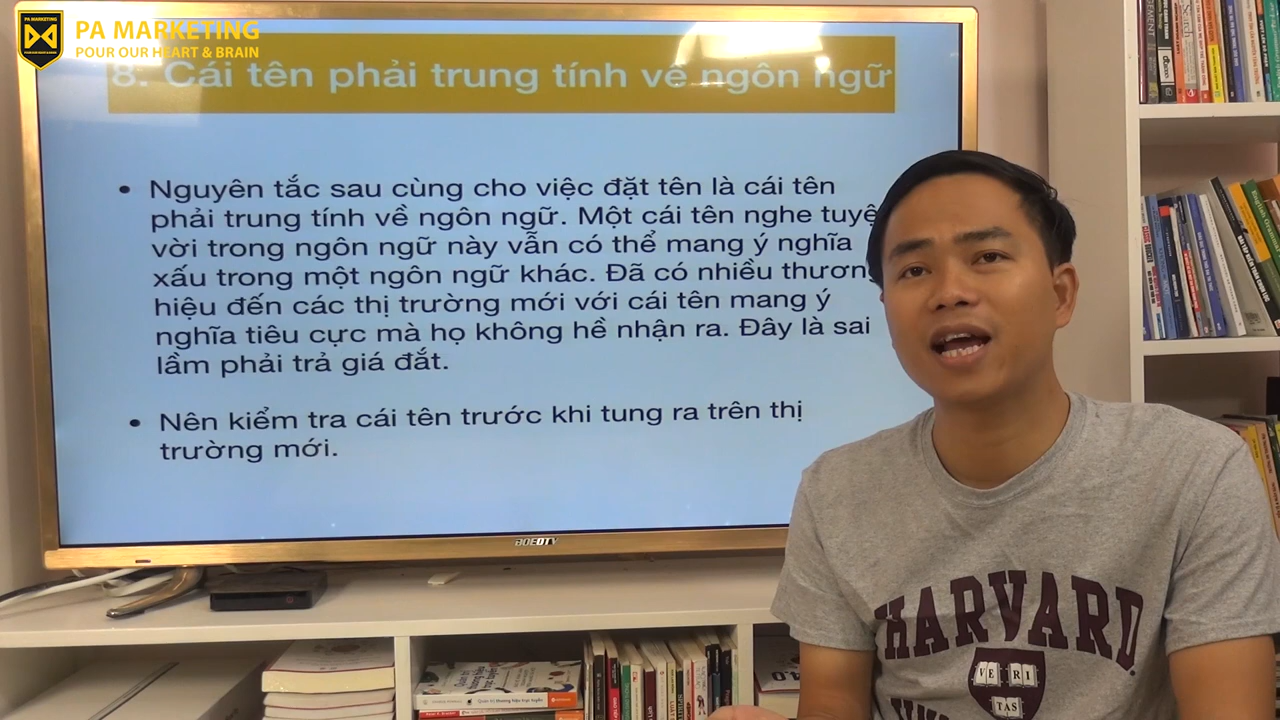 PA MARKETING
PA MARKETING
POUR OUR HEART & BRAIN
8. Cái tên phải trung tính về ngôn ngữ
• Nguyên tắc sau cùng cho việc đặt tên là cái tên
phải trung tính về ngôn ngữ. Một cái tên nghe tuyệ
vời trong ngôn ngữ này vẫn có thể mang ý nghĩa
xấu trong một ngôn ngữ khác. Đã có nhiều thươn
hiệu đến các thị trường mới với cái tên mang ý
nghĩa tiêu cực mà họ không hề nhận ra. Đây là sai
lầm phải trả giá đắt.
• Nên kiểm tra cái tên trước khi tung ra trên thị
trường mới.
HARVARD
VE RI
TAS